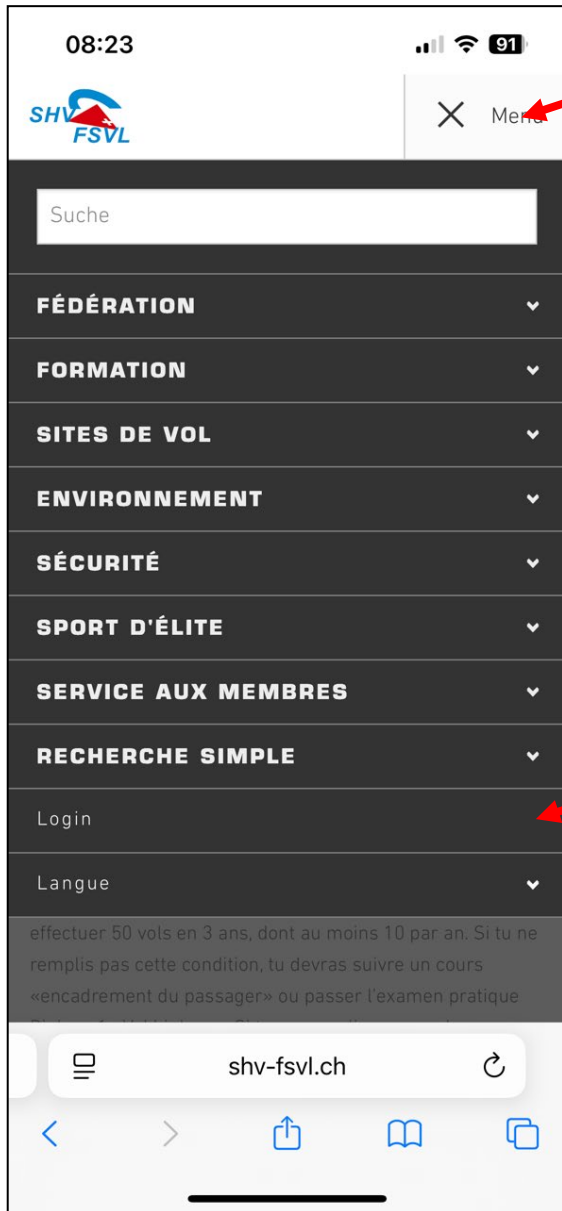 08:23
91
SHV
FSVL
Menu
Suche
FÉDÉRATION
FORMATION
SITES DE VOL
ENVIRONNEMENT
SÉCURITÉ
SPORT D'ÉLITE
SERVICE AUX MEMBRES
RECHERCHE SIMPLE
Login
Langue
effectuer 50 vols en 3 ans, dont au moins 10 par an. Si tu ne
remplis pas cette condition, tu devras suivre un cours
«encadrement du passager» ou passer l'examen pratique
shv-fsvl.ch